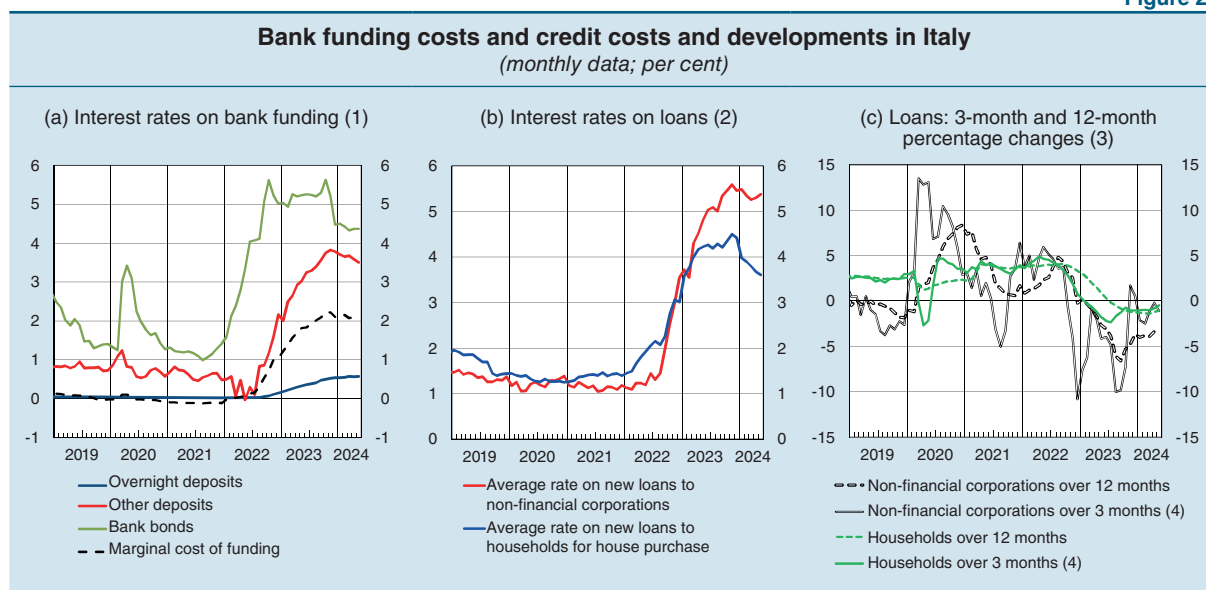 Figure 2
Bank funding costs and credit costs and developments in Italy
(monthly data; per cent)
(a) Interest rates on bank funding (1)
6 6
5 5
4 4
3 3
2 2
1 1
0 0
-1 -1
2019 2020 2021 2022 2023 2024
Overnight deposits
Other deposits
Bank bonds
Marginal cost of funding
(b) Interest rates on loans (2)
6 6
5 5
4 4
3 3
2 2
1 1
0 0
2019 2020 2021 2022 2023 2024
Average rate on new loans to
non-financial corporations
Average rate on new loans to
households for house purchase
(c) Loans: 3-month and 12-month
percentage changes (3)
15 15
10 10
5 5
0 0
-5 -5
-10 -10
-15 -15
2019 2020 2021 2022 2023 2024
Non-financial corporations over 12 months
Non-financial corporations over 3 months (4)
Households over 12 months
Households over 3 months (4)